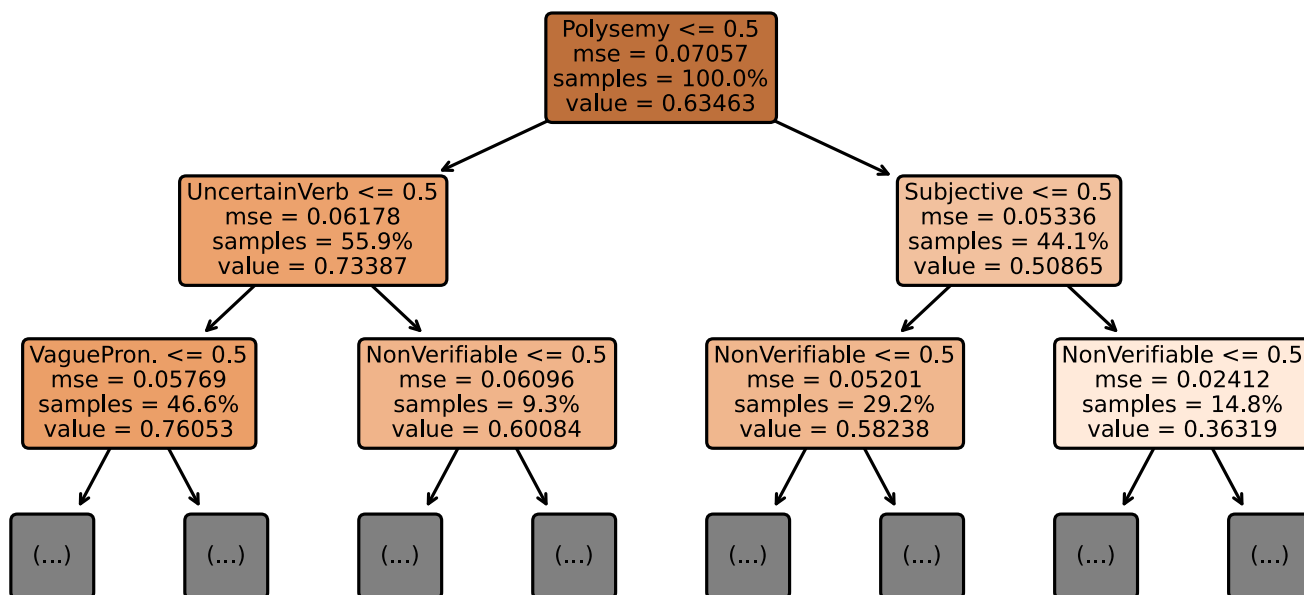 Polysemy <= 0.5
mse = 0.07057
samples = 100.0%
value = 0.63463
UncertainVerb <= 0.5
mse = 0.06178
samples = 55.9%
value = 0.73387
Subjective <= 0.5
mse = 0.05336
samples = 44.1%
value = 0.50865
VaguePron. <= 0.5
mse = 0.05769
samples = 46.6%
value = 0.76053
NonVerifiable <= 0.5
mse = 0.06096
samples = 9.3%
value = 0.60084
NonVerifiable <= 0.5
mse = 0.05201
samples = 29.2%
value = 0.58238
NonVerifiable <= 0.5
mse = 0.02412
samples = 14.8%
value = 0.36319
(...)
(...)
(...)
(...)
(...)
(...)
(...)
(...)